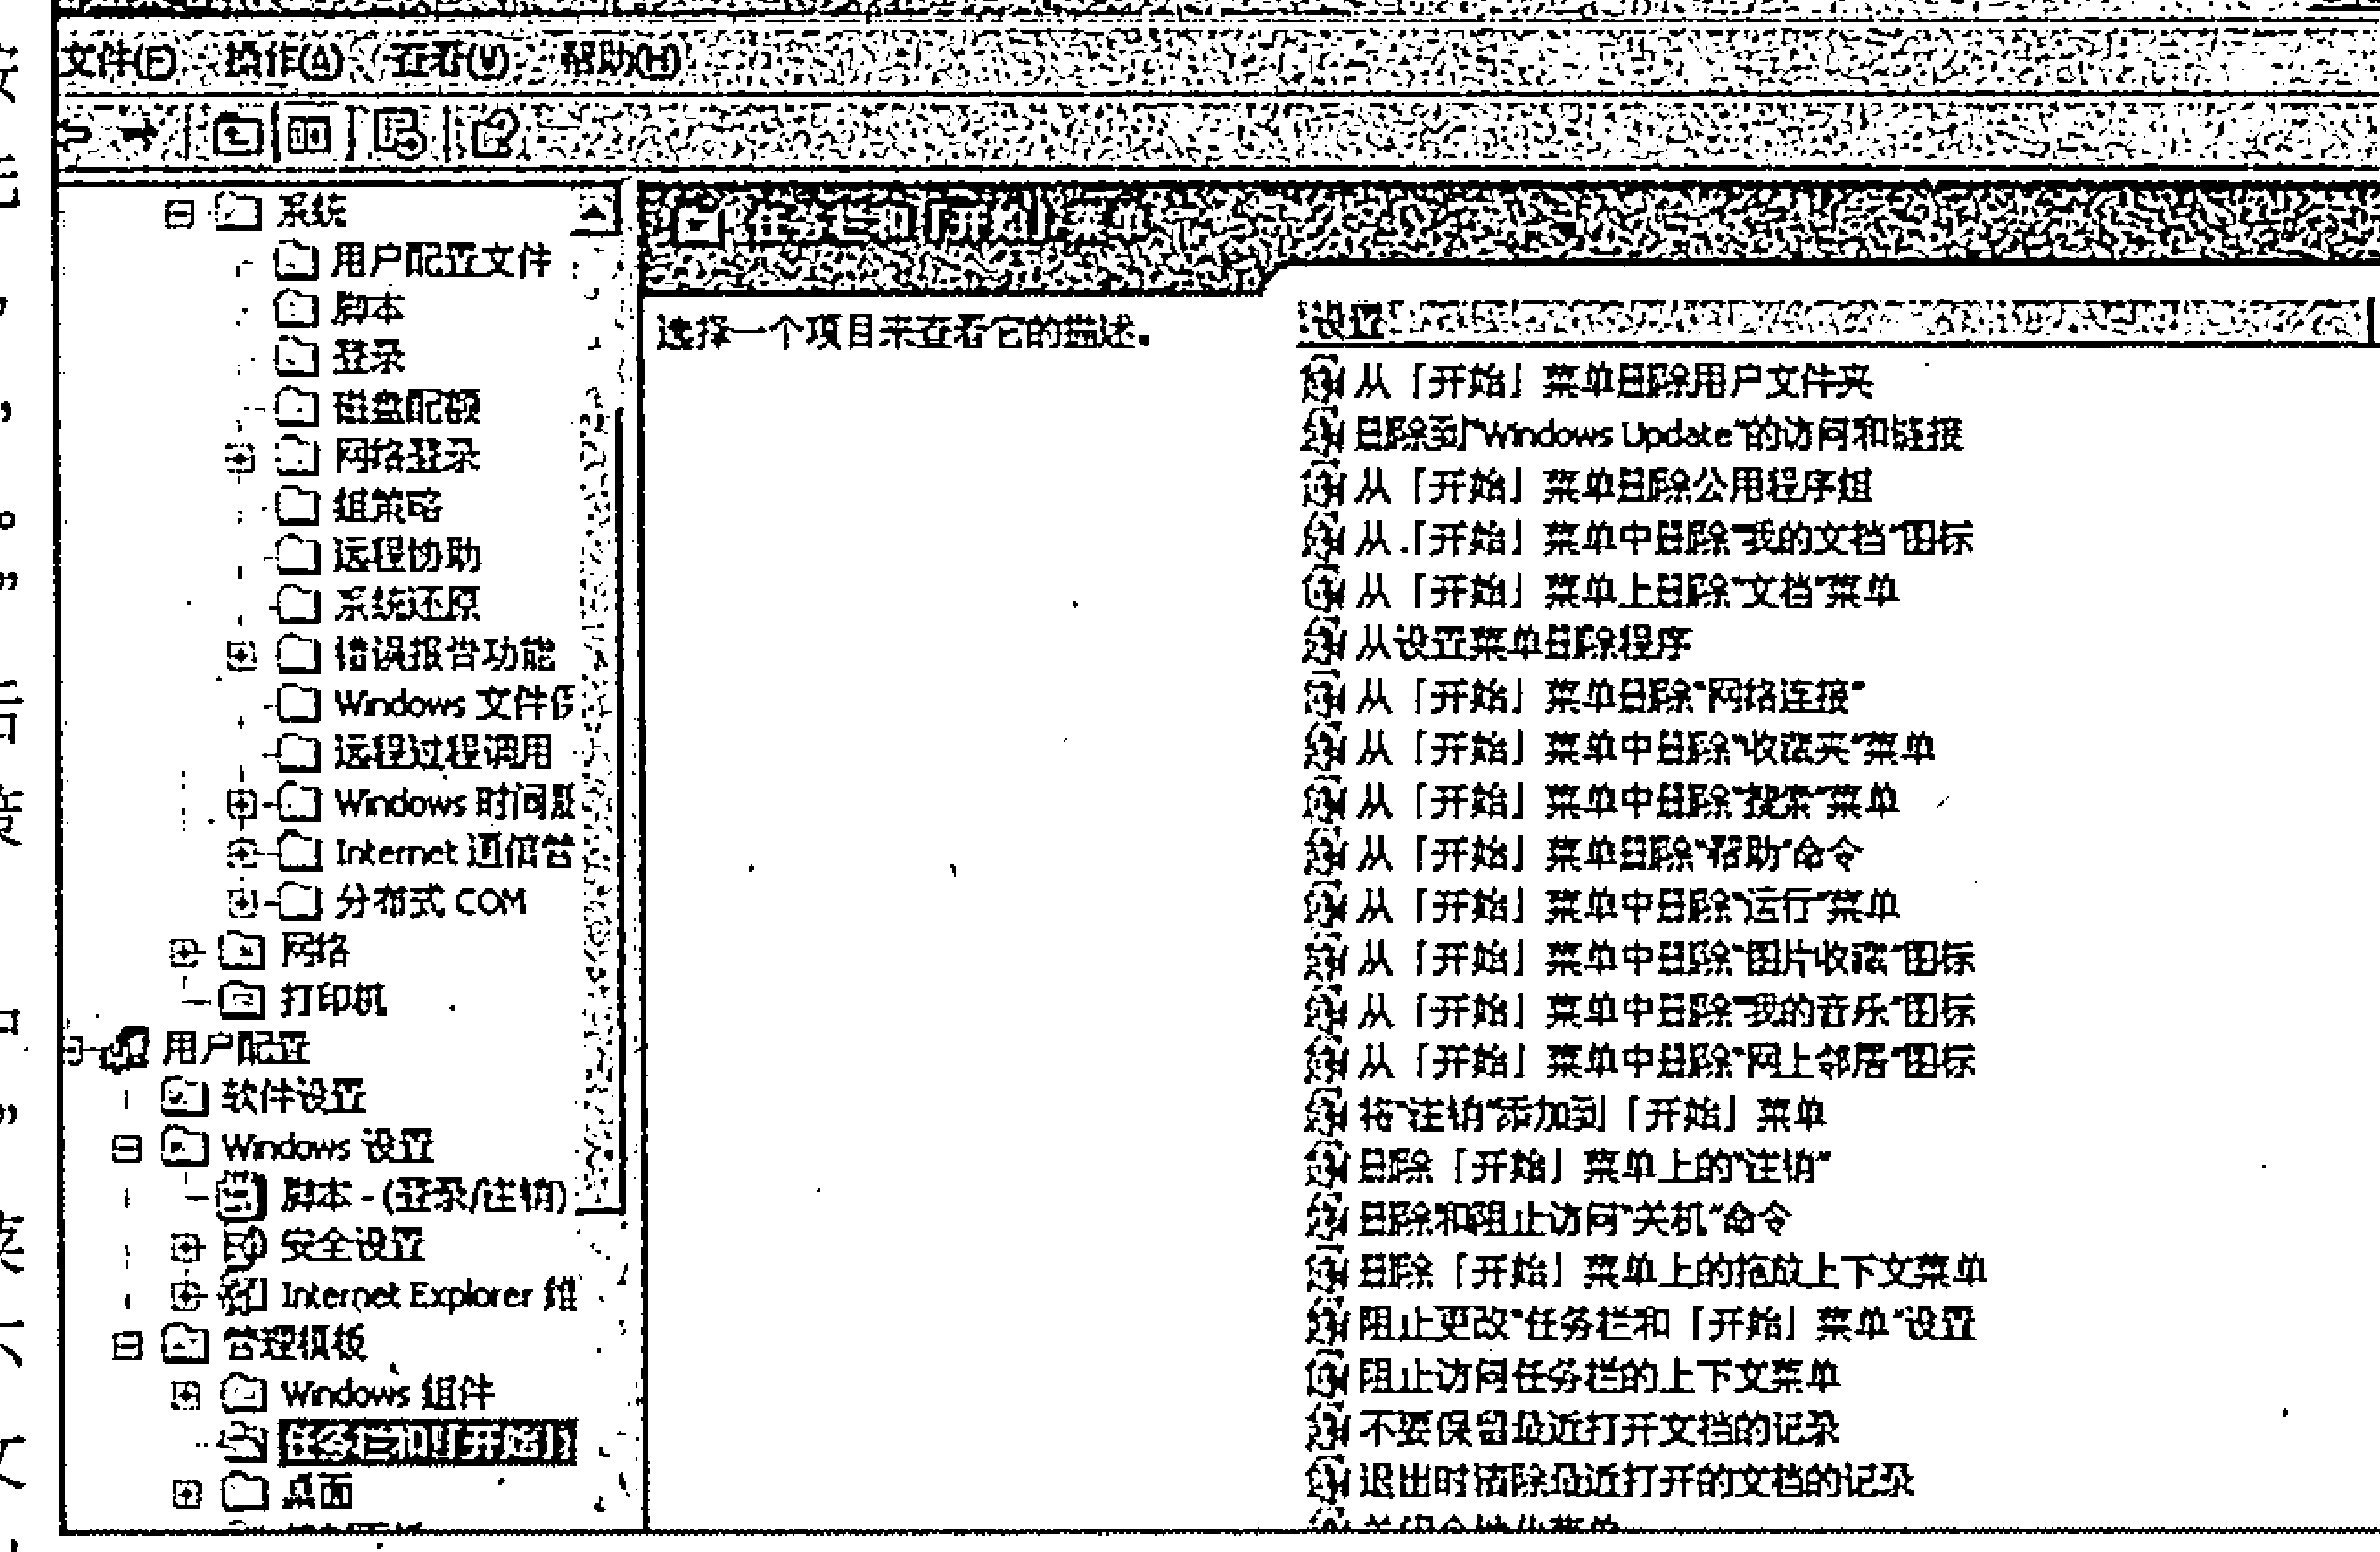 文件(F) 操作(A) 查看(V) 帮助(H)
系统
用户配置文件
脚本
登录
磁盘配额
网络登录
组策略
远程协助
系统还原
错误报告功能
Windows 文件保
远程过程调用
Windows 时间服
Internet 通信管
分布式 COM
网络
打印机
用户配置
软件设置
Windows 设置
脚本 - (登录/注销)
安全设置
Internet Explorer 维
管理模板
Windows 组件
任务栏和「开始」
桌面
任务栏和「开始」菜单
选择一个项目来查看它的描述。
设置
从「开始」菜单删除用户文件夹
删除到“Windows Update”的访问和链接
从「开始」菜单删除公用程序组
从「开始」菜单中删除“我的文档”图标
从「开始」菜单上删除“文档”菜单
从设置菜单删除程序
从「开始」菜单删除“网络连接”
从「开始」菜单中删除“收藏夹”菜单
从「开始」菜单中删除“搜索”菜单
从「开始」菜单删除“帮助”命令
从「开始」菜单中删除“运行”菜单
从「开始」菜单中删除“图片收藏”图标
从「开始」菜单中删除“我的音乐”图标
从「开始」菜单中删除“网上邻居”图标
将“注销”添加到「开始」菜单
删除「开始」菜单上的“注销”
删除和阻止访问“关机”命令
删除「开始」菜单上的拖放上下文菜单
阻止更改“任务栏和「开始」菜单”设置
阻止访问任务栏的上下文菜单
不要保留最近打开文档的记录
退出时清除最近打开的文档的记录